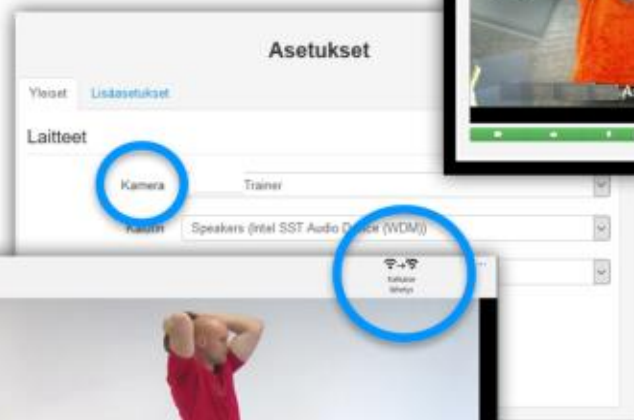 Asetukset
Yleiset Lisäasetukset
Laitteet
Kamera Trainer
Speakers (Intel SST Audio Device (WDM))